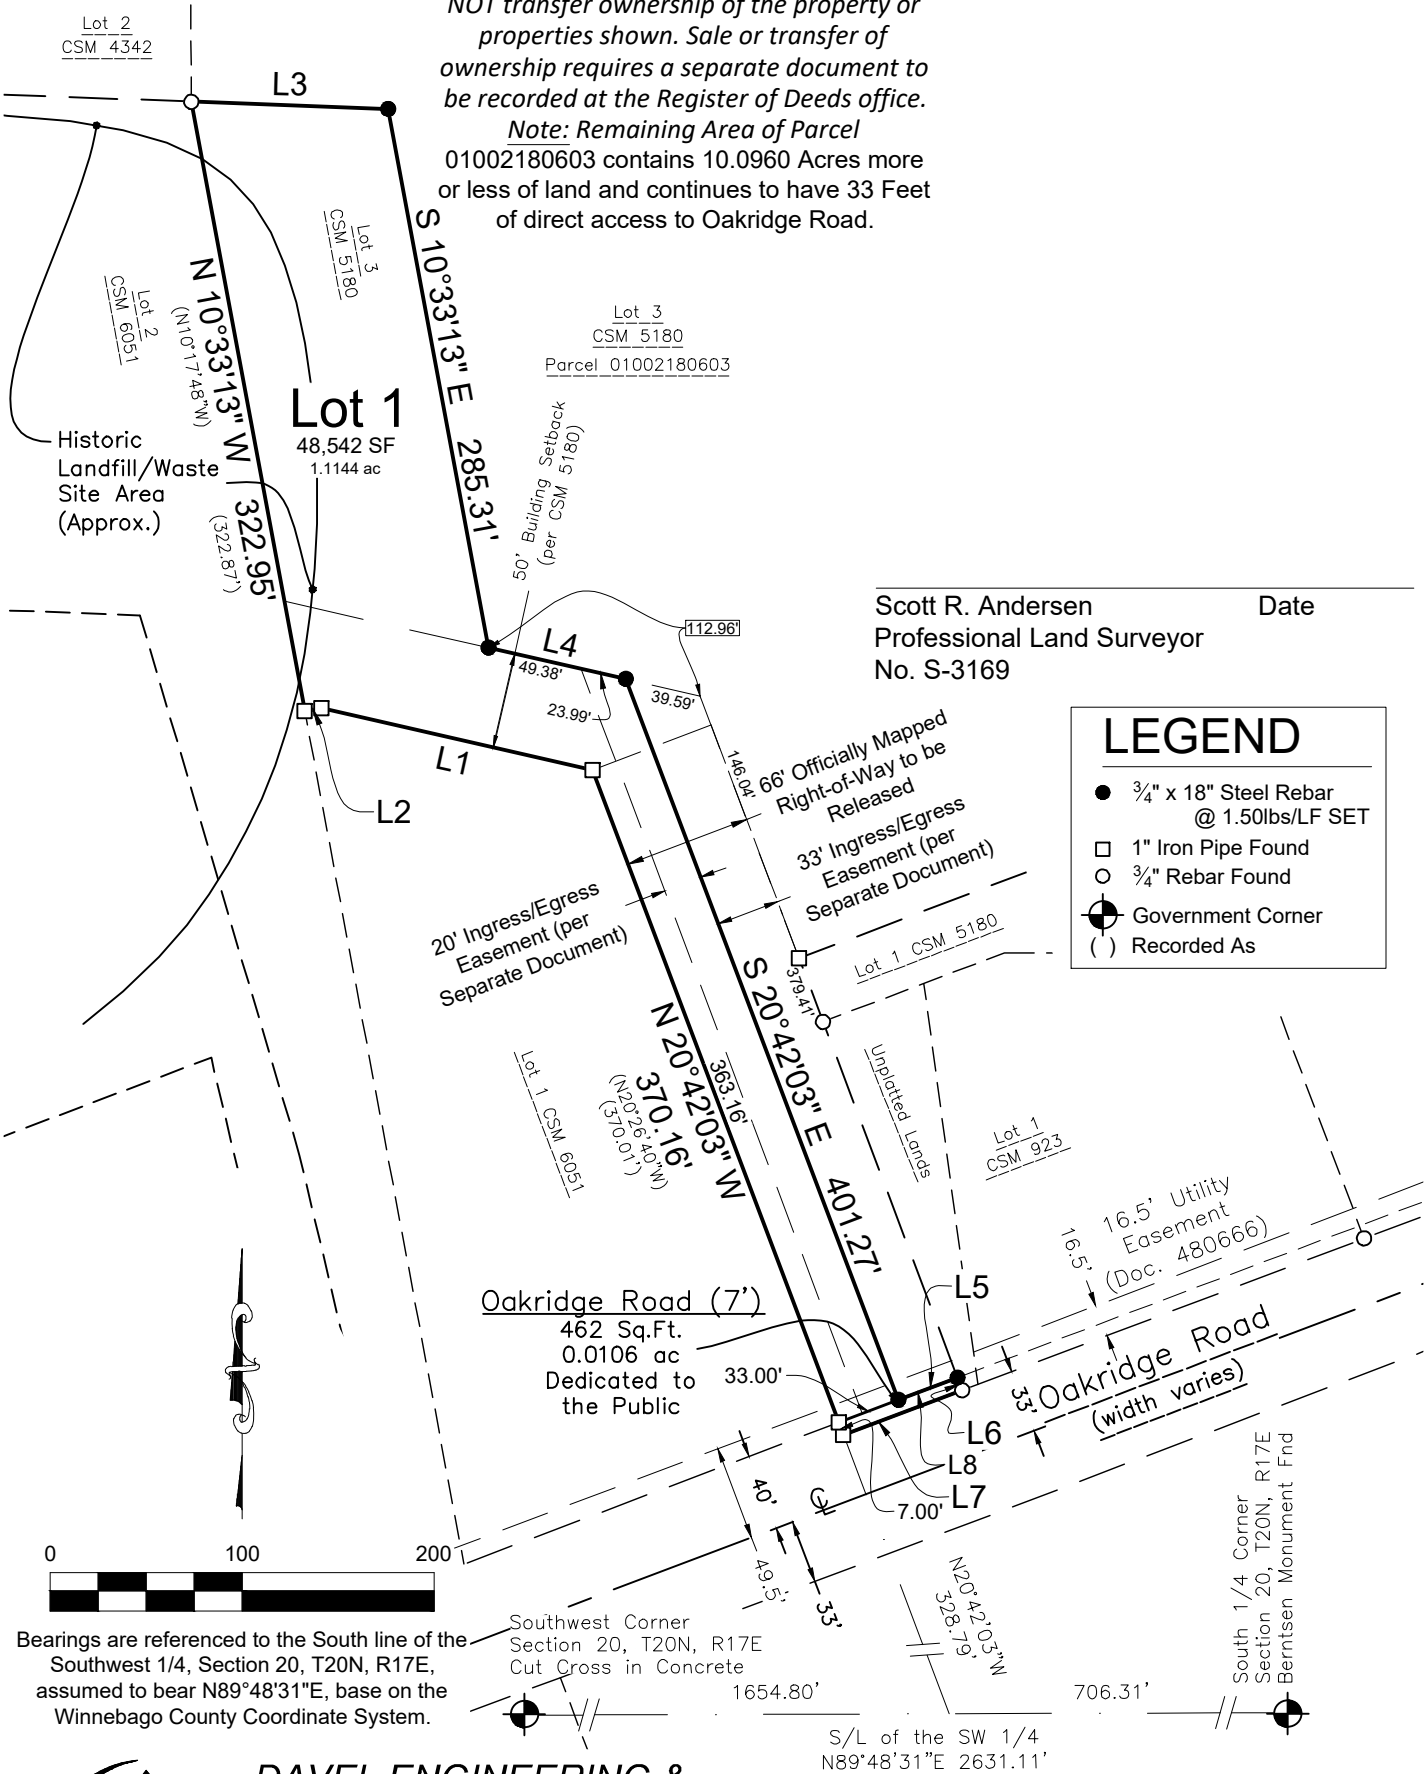 NOT transfer ownership of the property or
properties shown. Sale or transfer of
ownership requires a separate document to
be recorded at the Register of Deeds office.
Note: Remaining Area of Parcel
01002180603 contains 10.0960 Acres more
or less of land and continues to have 33 Feet
of direct access to Oakridge Road.
Lot 2
CSM 4342
L3
Lot 3
CSM 5180
S 10°33'13" E 285.31'
N 10°33'13" W 322.95'
(N10°17'48"W)
(322.87')
Lot 2
CSM 6051
Lot 3
CSM 5180
Parcel 01002180603
Lot 1
48,542 SF
1.1144 ac
Historic
Landfill/Waste
Site Area
(Approx.)
50' Building Setback
(per CSM 5180)
Scott R. Andersen
Date
Professional Land Surveyor
No. S-3169
112.96'
L4
49.38'
23.99'
39.59'
L1
L2
146.04'
66' Officially Mapped
Right-of-Way to be
Released
33' Ingress/Egress
Easement (per
Separate Document)
20' Ingress/Egress
Easement (per
Separate Document)
LEGEND
3/4" x 18" Steel Rebar
@ 1.50lbs/LF SET
1" Iron Pipe Found
3/4" Rebar Found
Government Corner
( ) Recorded As
Lot 1 CSM 5180
379.41'
S 20°42'03" E 401.27'
N 20°42'03" W
370.16'
(N20°26'40"W)
(370.01')
363.16'
Lot 1 CSM 6051
Unplatted Lands
Lot 1
CSM 923
16.5' Utility
Easement
(Doc. 480666)
16.5'
L5
Oakridge Road (7')
462 Sq.Ft.
0.0106 ac
Dedicated to
the Public
33.00'
L6
L8
L7
7.00'
33'
Oakridge Road
(width varies)
40'
CL
49.5'
33'
N20°42'03"W
328.79'
South 1/4 Corner
Section 20, T20N, R17E
Berntsen Monument Fnd
0 100 200
Bearings are referenced to the South line of the
Southwest 1/4, Section 20, T20N, R17E,
assumed to bear N89°48'31"E, base on the
Winnebago County Coordinate System.
Southwest Corner
Section 20, T20N, R17E
Cut Cross in Concrete
1654.80'
706.31'
S/L of the SW 1/4
N89°48'31"E 2631.11'
DAVEL ENGINEERING &